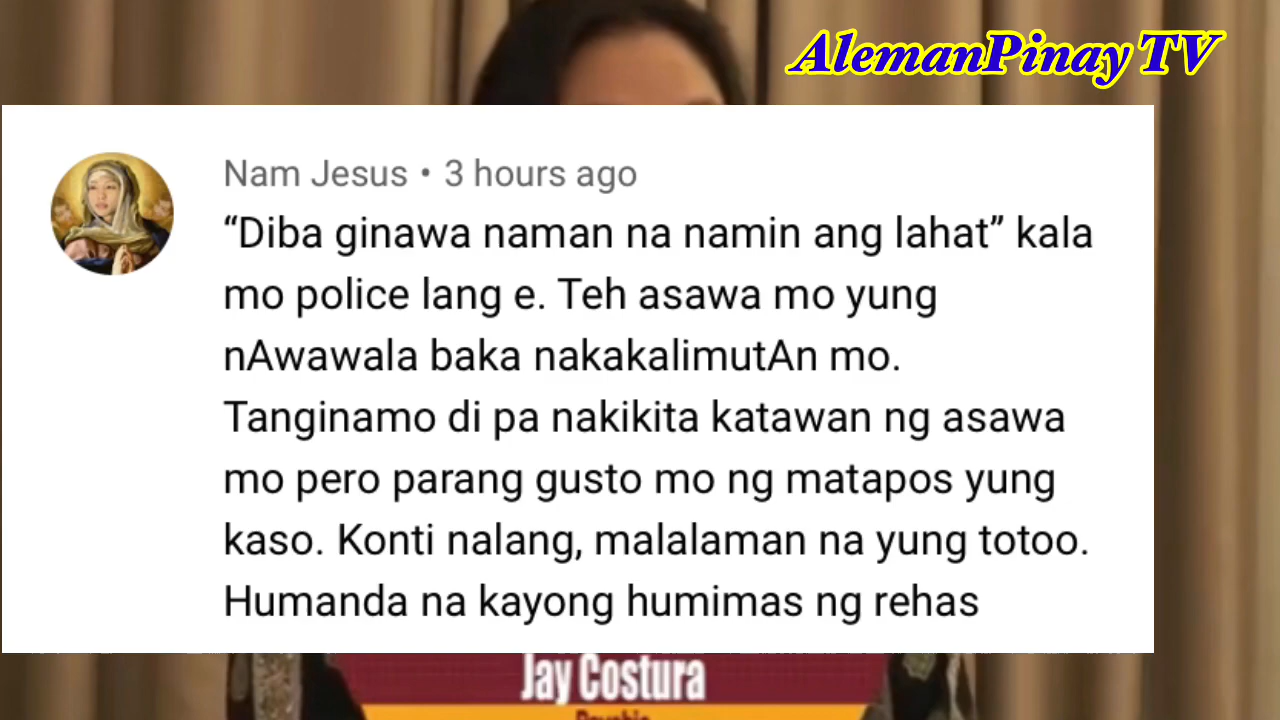 AlemanPinay TV
Nam Jesus • 3 hours ago
“Diba ginawa naman na namin ang lahat” kala
mo police lang e. Teh asawa mo yung
nAwawala baka nakakalimutAn mo.
Tanginamo di pa nakikita katawan ng asawa
mo pero parang gusto mo ng matapos yung
kaso. Konti nalang, malalaman na yung totoo.
Humanda na kayong humimas ng rehas
Jay Costura